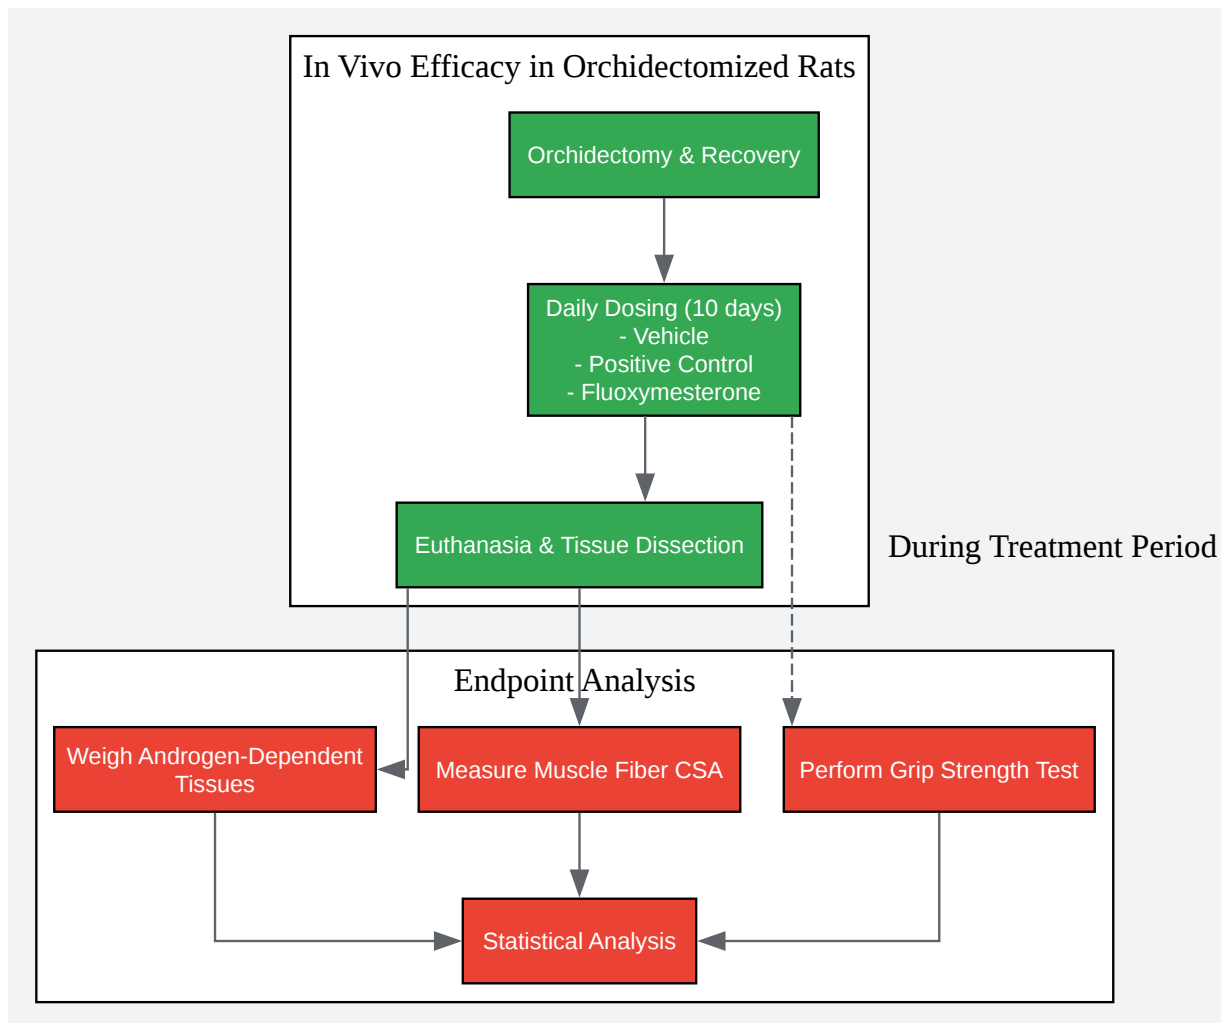 In Vivo Efficacy in Orchidectomized Rats
Orchidectomy & Recovery
Daily Dosing (10 days)
- Vehicle
- Positive Control
- Fluoxymesterone
Euthanasia & Tissue Dissection
During Treatment Period
Endpoint Analysis
Weigh Androgen-Dependent
Tissues
Measure Muscle Fiber CSA
Perform Grip Strength Test
Statistical Analysis